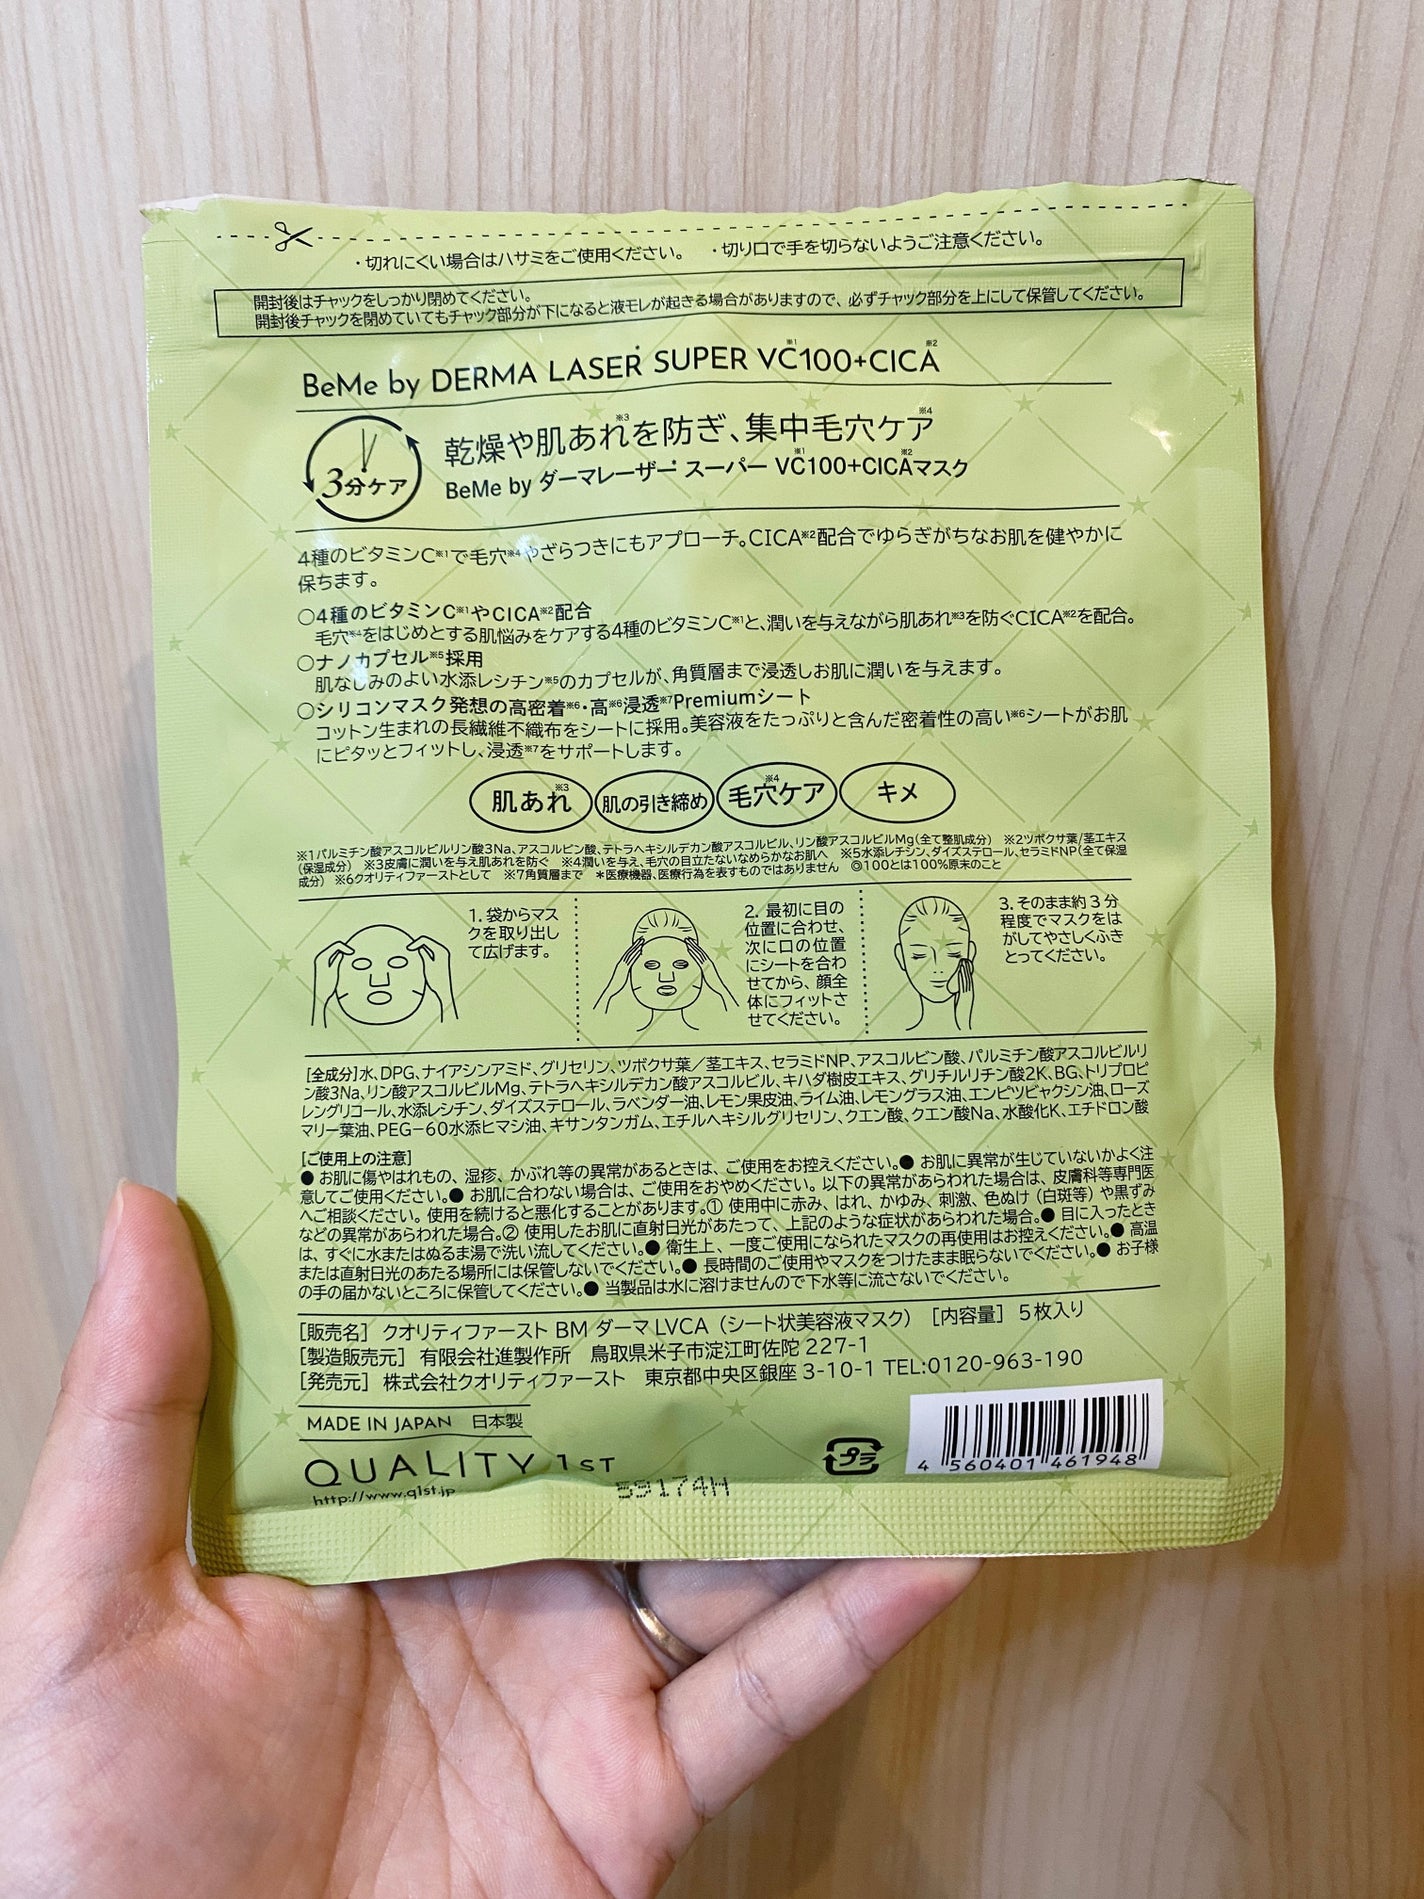 ・切れにくい場合はハサミをご使用ください。 ・切り口で手を切らないようご注意ください。
開封後はチャックをしっかり閉めてください。
開封後チャックを閉めていてもチャック部分が下になると液モレが起きる場合がありますので、必ずチャック部分を上にして保管してください。
BeMe by DERMA LASER* SUPER VC※1100+CICA※2
3分ケア
乾燥や肌あれ※3を防ぎ、集中毛穴ケア※4
BeMe by ダーマレーザー* スーパー VC※1100+CICA※2マスク
4種のビタミンC※1で毛穴※4やざらつきにもアプローチ。CICA※2配合でゆらぎがちなお肌を健やかに
保ちます。
○4種のビタミンC※1やCICA※2配合
毛穴※4をはじめとする肌悩みをケアする4種のビタミンC※1と、潤いを与えながら肌あれ※3を防ぐCICA※2を配合。
○ナノカプセル※5採用
肌なじみのよい水添レシチン※5のカプセルが、角質層まで浸透しお肌に潤いを与えます。
○シリコンマスク発想の高密着※6・高※6浸透※7Premiumシート
コットン生まれの長繊維不織布をシートに採用。美容液をたっぷりと含んだ密着性の高い※6シートがお肌
にピタッとフィットし、浸透※7をサポートします。
肌あれ※3 肌の引き締め 毛穴ケア※4 キメ
※1パルミチン酸アスコルビルリン酸3Na、アスコルビン酸、テトラヘキシルデカン酸アスコルビル、リン酸アスコルビルMg(全て整肌成分) ※2ツボクサ葉/茎エキス
(保湿成分) ※3皮膚に潤いを与え肌あれを防ぐ ※4潤いを与え、毛穴の目立たないなめらかなお肌へ ※5水添レチシン、ダイズステロール、セラミドNP(全て保湿
成分) ※6クオリティファーストとして ※7角質層まで *医療機器、医療行為を表すものではありません ◎100とは100%原末のこと
1. 袋からマス
クを取り出し
て広げます。
2. 最初に目の
位置に合わせ、
次に口の位置
にシートを合わ
せてから、顔全
体にフィットさ
せてください。
3. そのまま約3分
程度でマスクをは
がしてやさしくふき
とってください。
[全成分]水、DPG、ナイアシンアミド、グリセリン、ツボクサ葉/茎エキス、セラミドNP、アスコルビン酸、パルミチン酸アスコルビルリ
ン酸3Na、リン酸アスコルビルMg、テトラヘキシルデカン酸アスコルビル、キハダ樹皮エキス、グリチルリチン酸2K、BG、トリプロピ
レングリコール、水添レシチン、ダイズステロール、ラベンダー油、レモン果皮油、ライム油、レモングラス油、エンピツビャクシン油、ローズ
マリー葉油、PEG-60水添ヒマシ油、キサンタンガム、エチルヘキシルグリセリン、クエン酸、クエン酸Na、水酸化K、エチドロン酸
[ご使用上の注意]
● お肌に傷やはれもの、湿疹、かぶれ等の異常があるときは、ご使用をお控えください。● お肌に異常が生じていないかよく注
意してご使用ください。● お肌に合わない場合は、ご使用をおやめください。以下の異常があらわれた場合は、皮膚科等専門医
へご相談ください。使用を続けると悪化することがあります。① 使用中に赤み、はれ、かゆみ、刺激、色ぬけ(白斑等)や黒ずみ
などの異常があらわれた場合。② 使用したお肌に直射日光があたって、上記のような症状があらわれた場合。● 目に入ったとき
は、すぐに水またはぬるま湯で洗い流してください。● 衛生上、一度ご使用になられたマスクの再使用はお控えください。● 高温
または直射日光のあたる場所には保管しないでください。● 長時間のご使用やマスクをつけたまま眠らないでください。● お子様
の手の届かないところに保管してください。● 当製品は水に溶けませんので下水等に流さないでください。
[販売名] クオリティファースト BM ダーマ LVCA(シート状美容液マスク) [内容量] 5枚入り
[製造販売元] 有限会社進製作所 鳥取県米子市淀江町佐陀 227-1
[発売元] 株式会社クオリティファースト 東京都中央区銀座 3-10-1 TEL:0120-963-190
MADE IN JAPAN 日本製
QUALITY 1ST
http://www.q1st.jp
59174H
プラ
4 560401 461948